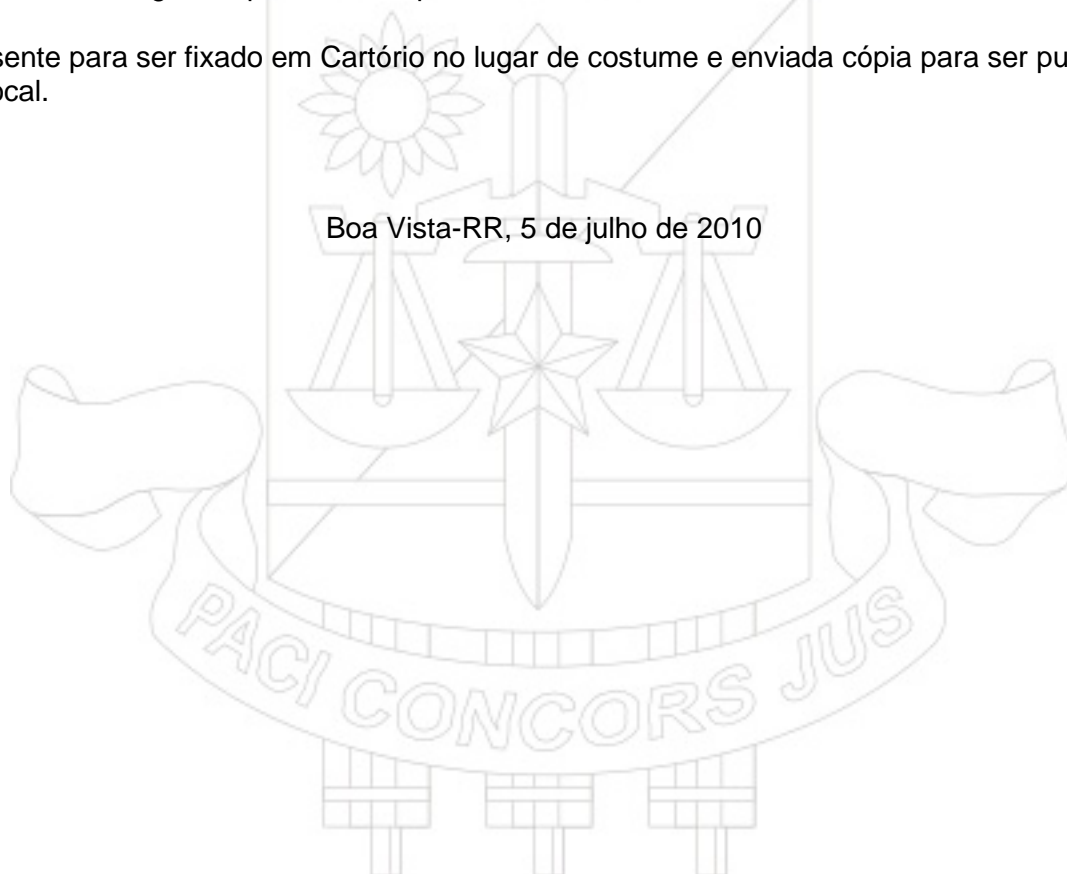 sente para ser fixado em Cartório no lugar de costume e enviada cópia para ser pu
ocal.
Boa Vista-RR, 5 de julho de 2010
PACI CONCORS JUS